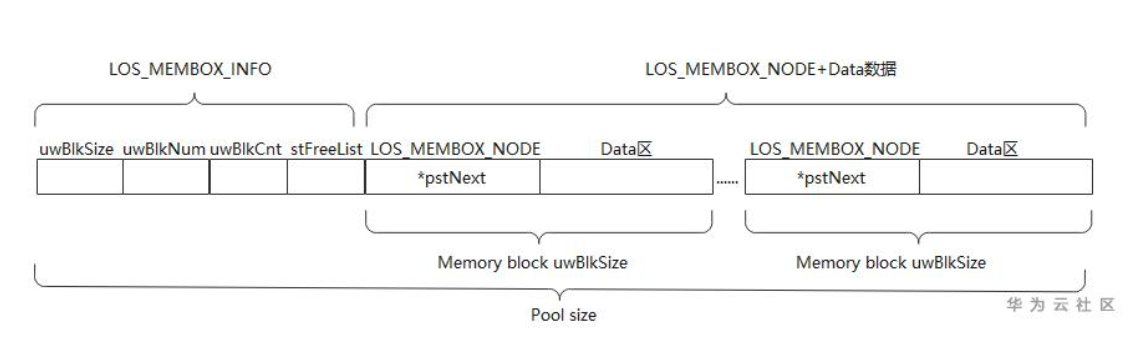 LOS_MEMBOX_INFO
LOS_MEMBOX_NODE+Data数据
uwBlkSize uwBlkNum uwBlkCnt stFreeList LOS_MEMBOX_NODE Data区 LOS_MEMBOX_NODE Data区
*pstNext ...... *pstNext
Memory block uwBlkSize
Memory block uwBlkSize
Pool size
华为云社区